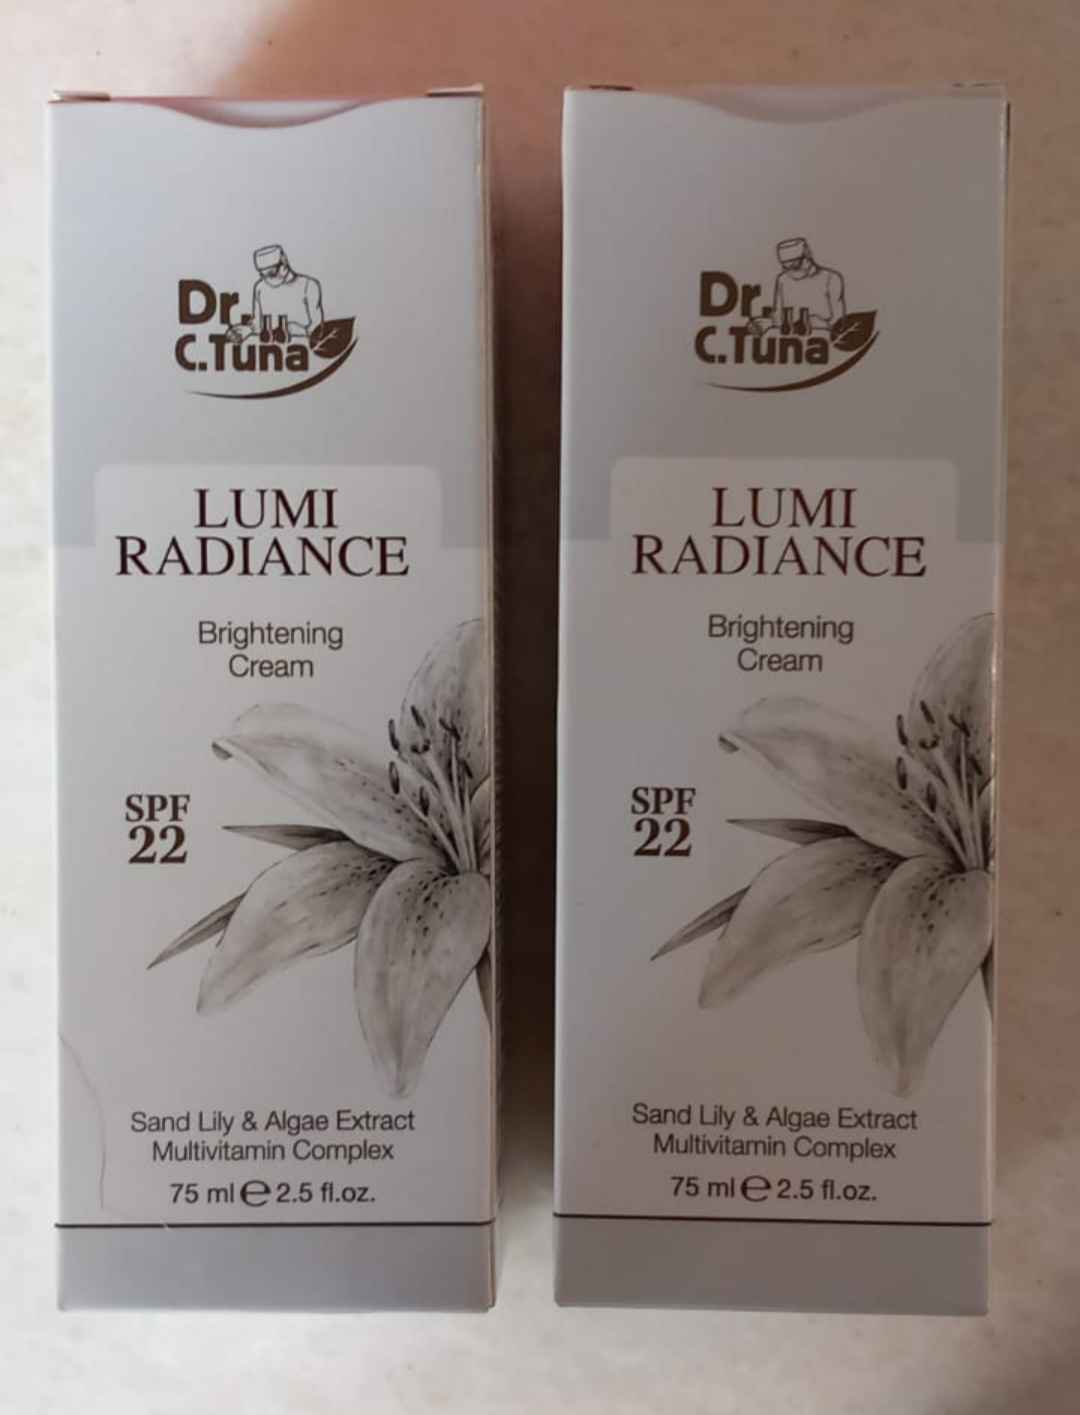 Dr.
C.Tuna
LUMI
RADIANCE
Brightening
Cream
SPF
22
Sand Lily & Algae Extract
Multivitamin Complex
75 ml e 2.5 fl.oz.
Dr.
C.Tuna
LUMI
RADIANCE
Brightening
Cream
SPF
22
Sand Lily & Algae Extract
Multivitamin Complex
75 ml e 2.5 fl.oz.